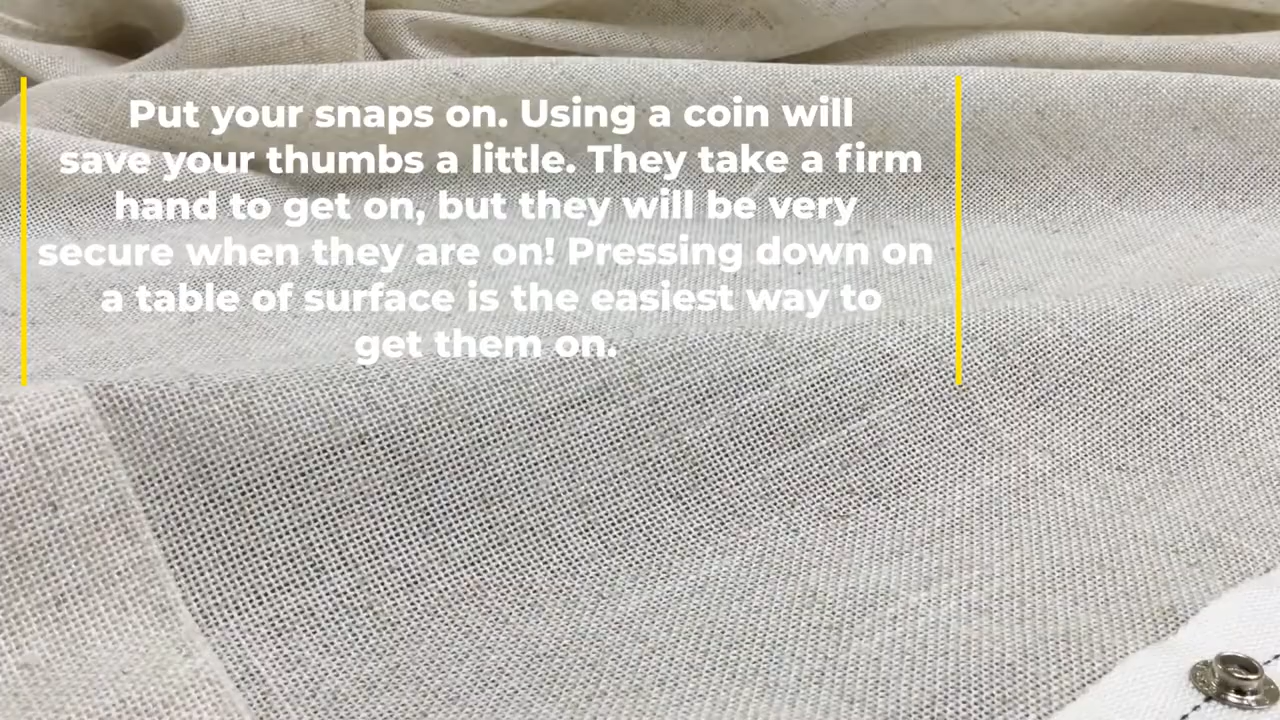 Put your snaps on. Using a coin will
save your thumbs a little. They take a firm
hand to get on, but they will be very
secure when they are on! Pressing down on
a table of surface is the easiest way to
get them on.